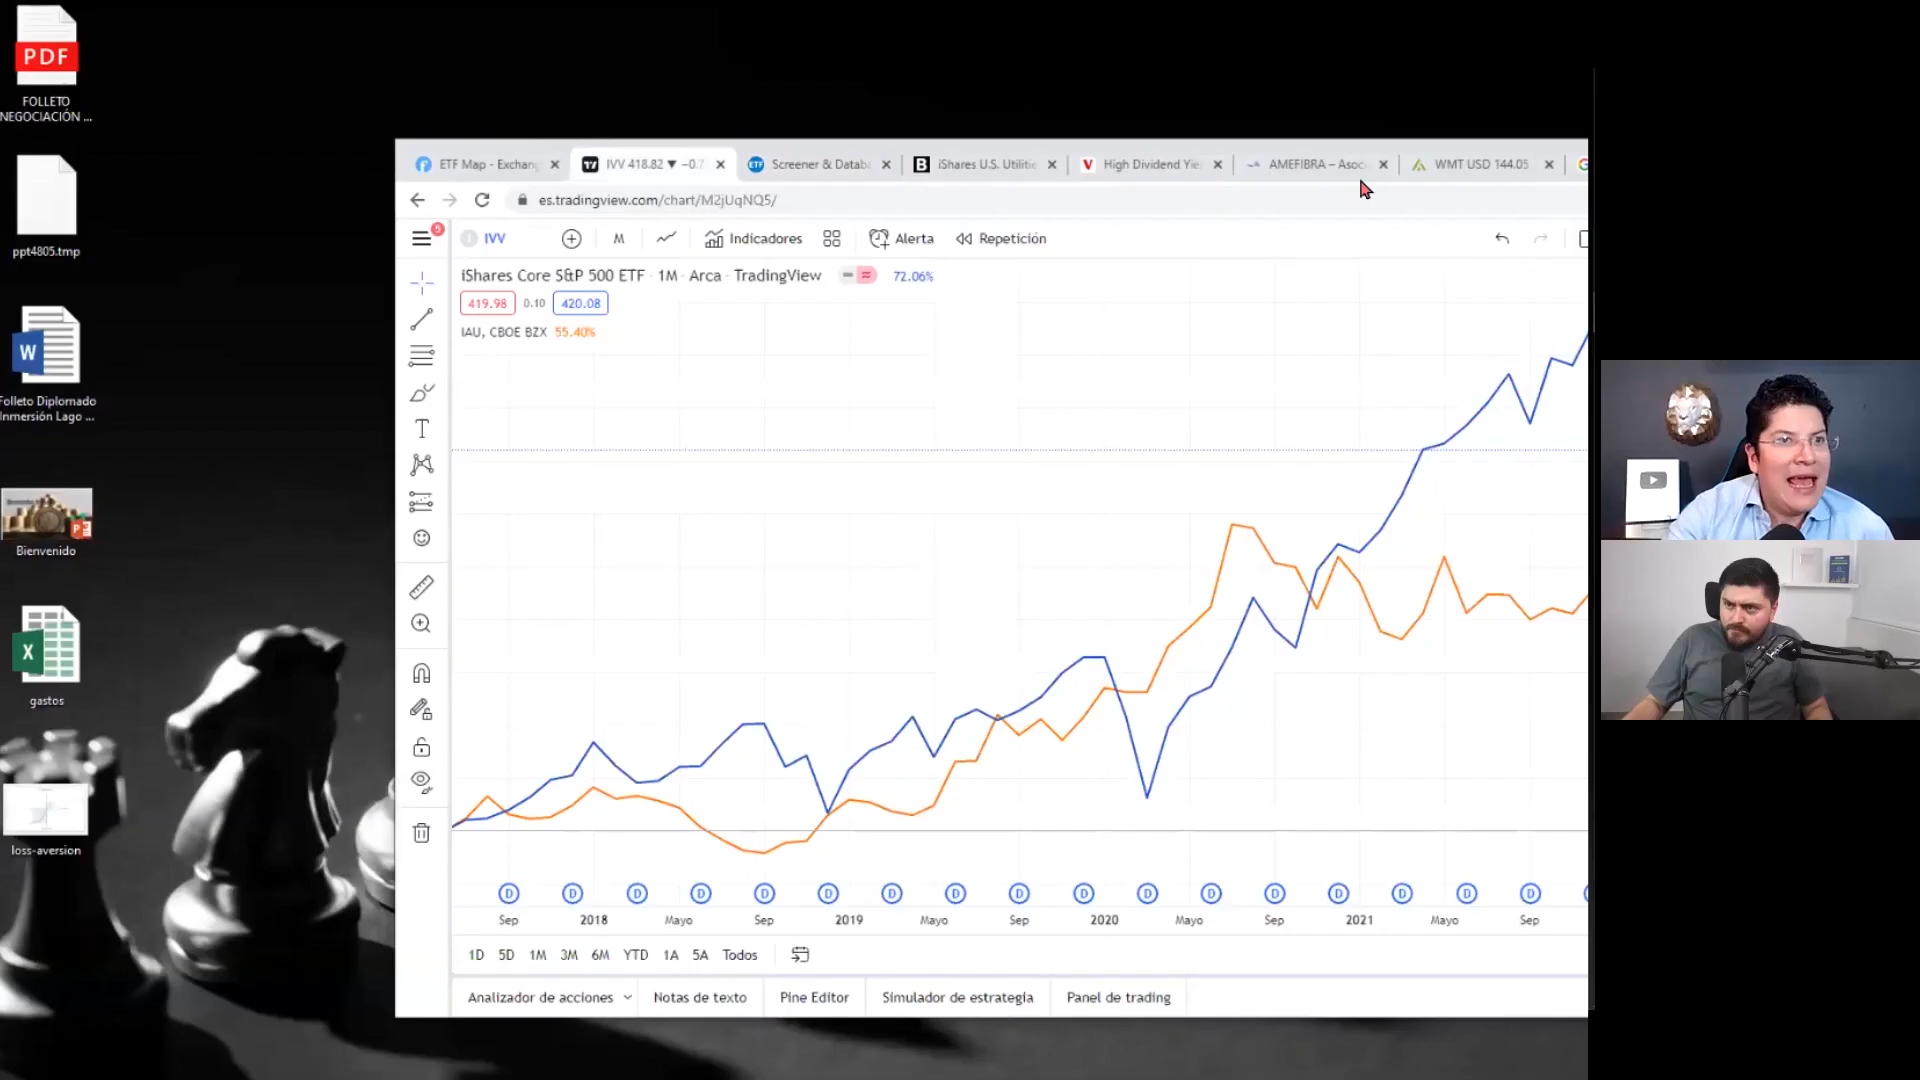 PDF
FOLLETO
NEGOCIACIÓN ...
ppt4805.tmp
W
Folleto Diplomado
Inmersión Lago ...
Bienvenido
X
gastos
loss-aversion
ETF Map - Exchan
IVV 418.82 ▼ −0.7
ETF
Screener & Databa
B
iShares U.S. Utilitie
V
High Dividend Yie
AMEFIBRA – Asoc
WMT USD 144.05
es.tradingview.com/chart/M2jUqNQ5/
5
IVV
M
Indicadores
Alerta
Repetición
iShares Core S&P 500 ETF · 1M · Arca · TradingView
72.06%
419.98
0.10
420.08
IAU, CBOE BZX 55.40%
T
D D D D D D D D D D D D D D D D D
Sep 2018 Mayo Sep 2019 Mayo Sep 2020 Mayo Sep 2021 Mayo Sep
1D 5D 1M 3M 6M YTD 1A 5A Todos
Analizador de acciones
Notas de texto
Pine Editor
Simulador de estrategia
Panel de trading